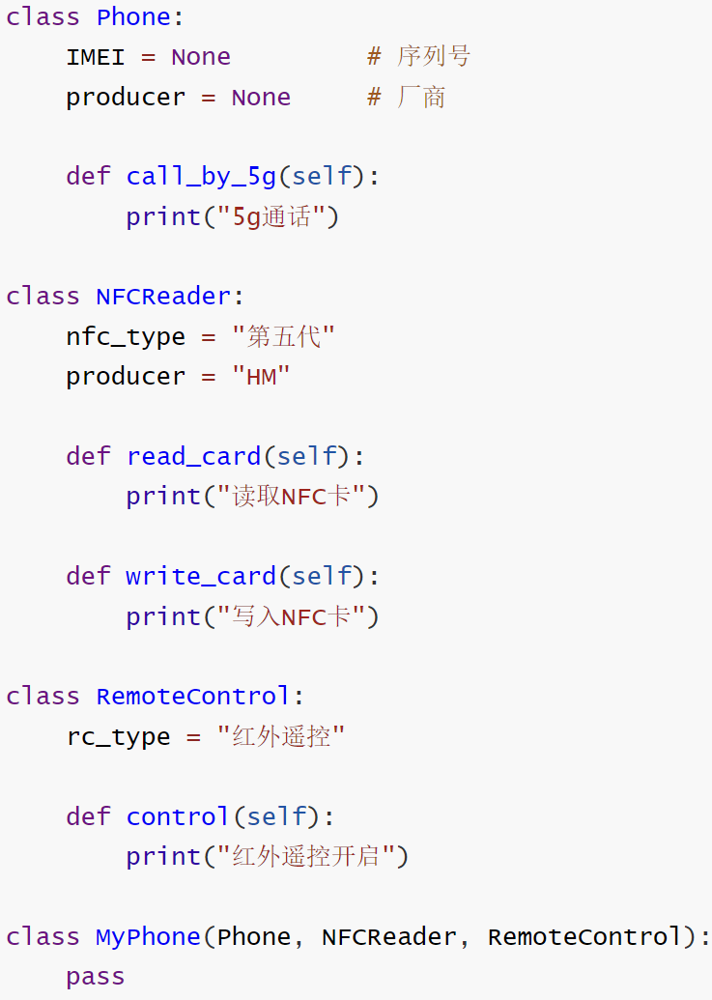 class Phone:
    IMEI = None         # 序列号
    producer = None     # 厂商

    def call_by_5g(self):
        print("5g通话")

class NFCReader:
    nfc_type = "第五代"
    producer = "HM"

    def read_card(self):
        print("读取NFC卡")

    def write_card(self):
        print("写入NFC卡")

class RemoteControl:
    rc_type = "红外遥控"

    def control(self):
        print("红外遥控开启")

class MyPhone(Phone, NFCReader, RemoteControl):
    pass